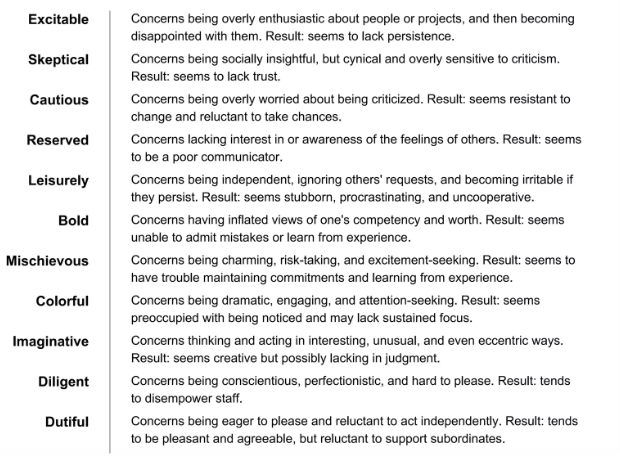 Excitable
Concerns being overly enthusiastic about people or projects, and then becoming
disappointed with them. Result: seems to lack persistence.
Skeptical
Concerns being socially insightful, but cynical and overly sensitive to criticism.
Result: seems to lack trust.
Cautious
Concerns being overly worried about being criticized. Result: seems resistant to
change and reluctant to take chances.
Reserved
Concerns lacking interest in or awareness of the feelings of others. Result: seems
to be a poor communicator.
Leisurely
Concerns being independent, ignoring others' requests, and becoming irritable if
they persist. Result: seems stubborn, procrastinating, and uncooperative.
Bold
Concerns having inflated views of one's competency and worth. Result: seems
unable to admit mistakes or learn from experience.
Mischievous
Concerns being charming, risk-taking, and excitement-seeking. Result: seems to
have trouble maintaining commitments and learning from experience.
Colorful
Concerns being dramatic, engaging, and attention-seeking. Result: seems
preoccupied with being noticed and may lack sustained focus.
Imaginative
Concerns thinking and acting in interesting, unusual, and even eccentric ways.
Result: seems creative but possibly lacking in judgment.
Diligent
Concerns being conscientious, perfectionistic, and hard to please. Result: tends
to disempower staff.
Dutiful
Concerns being eager to please and reluctant to act independently. Result: tends
to be pleasant and agreeable, but reluctant to support subordinates.